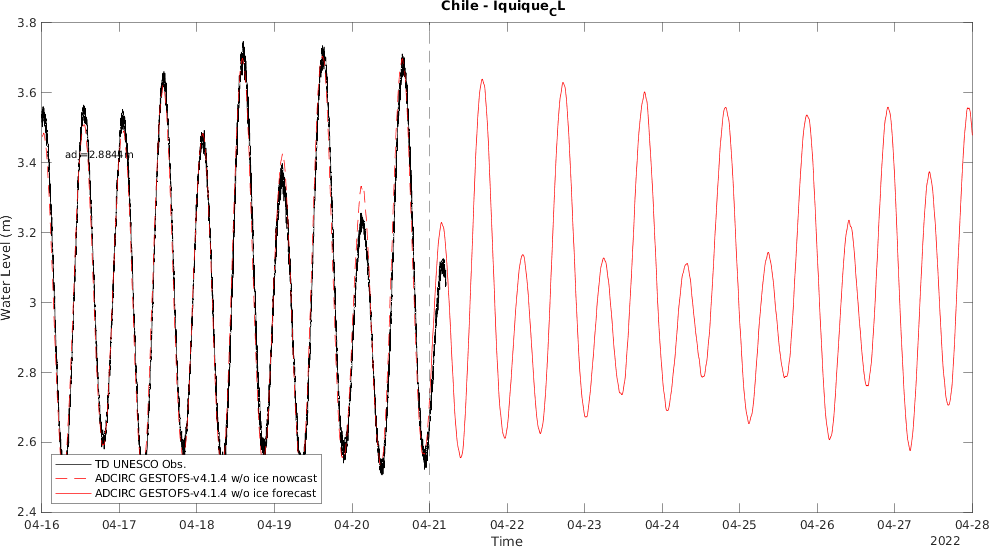 Chile - Iquique_CL
3.8
3.6
3.4
3.2
3
2.8
2.6
2.4
Water Level (m)
adj=2.8844m
TD UNESCO Obs.
ADCIRC GESTOFS-v4.1.4 w/o ice nowcast
ADCIRC GESTOFS-v4.1.4 w/o ice forecast
04-16 04-17 04-18 04-19 04-20 04-21 04-22 04-23 04-24 04-25 04-26 04-27 04-28
Time
2022